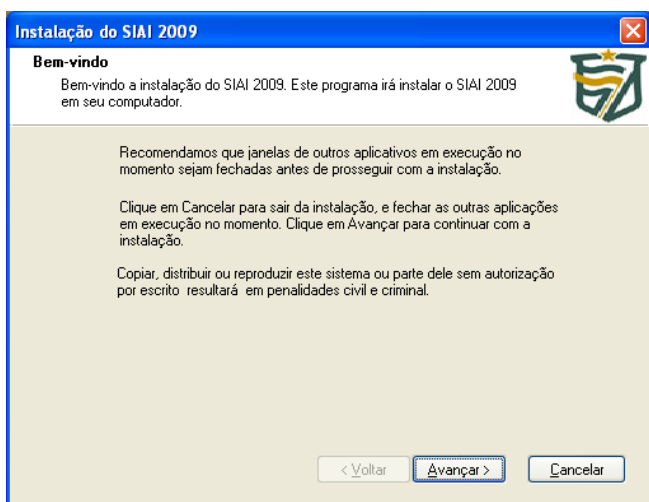 Instalação do SIAI 2009
Bem-vindo
Bem-vindo a instalação do SIAI 2009. Este programa irá instalar o SIAI 2009
em seu computador.
Recomendamos que janelas de outros aplicativos em execução no
momento sejam fechadas antes de prosseguir com a instalação.
Clique em Cancelar para sair da instalação, e fechar as outras aplicações
em execução no momento. Clique em Avançar para continuar com a
instalação.
Copiar, distribuir ou reproduzir este sistema ou parte dele sem autorização
por escrito resultará em penalidades civil e criminal.
< Voltar Avançar > Cancelar